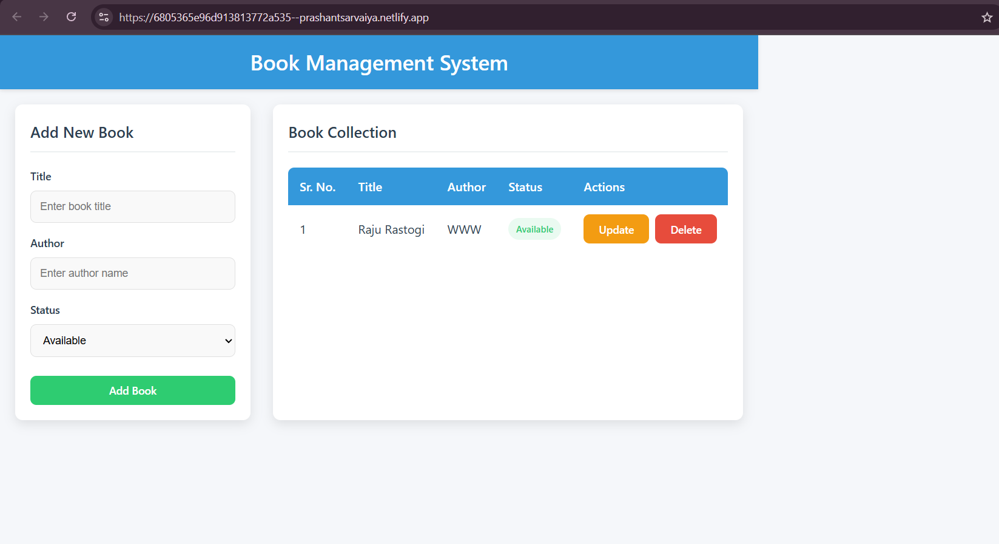 https://6805365e96d913813772a535--prashantsarvaiya.netlify.app
Book Management System
Add New Book
Title
Enter book title
Author
Enter author name
Status
Available
Add Book
Book Collection
Sr. No. Title Author Status Actions
1 Raju Rastogi WWW Available Update Delete